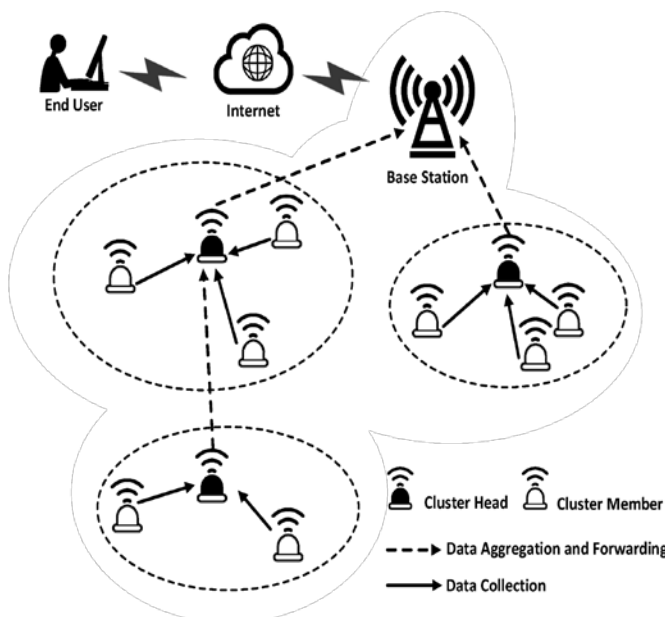 End User
Internet
Base Station
Cluster Head
Cluster Member
Data Aggregation and Forwarding
Data Collection